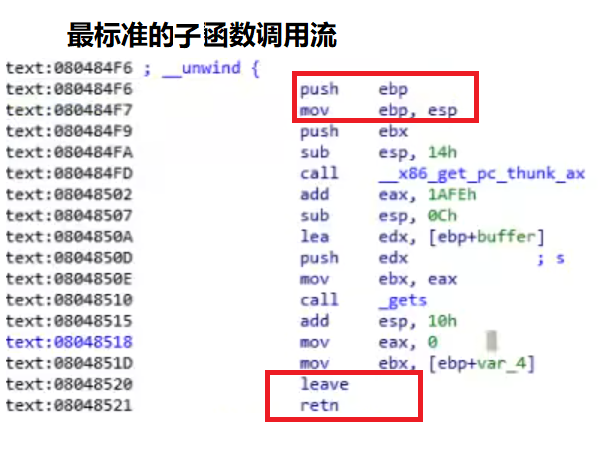 最标准的子函数调用流
text:080484F6 ; __unwind {
text:080484F6 push ebp
text:080484F7 mov ebp, esp
text:080484F9 push ebx
text:080484FA sub esp, 14h
text:080484FD call __x86_get_pc_thunk_ax
text:08048502 add eax, 1AFEh
text:08048507 sub esp, 0Ch
text:0804850A lea edx, [ebp+buffer]
text:0804850D push edx ; s
text:0804850E mov ebx, eax
text:08048510 call _gets
text:08048515 add esp, 10h
text:08048518 mov eax, 0
text:0804851D mov ebx, [ebp+var_4]
text:08048520 leave
text:08048521 retn